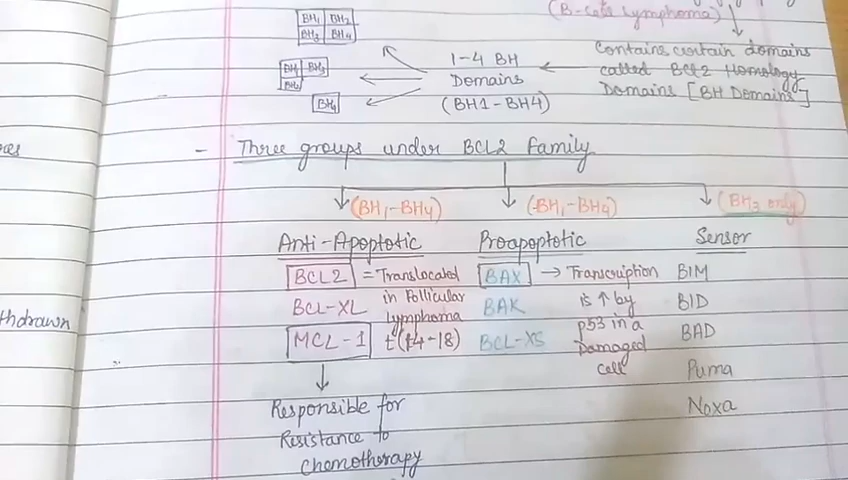 (B-cells lymphoma)
BH1 BH2
BH3 BH4
1-4 BH
Domains
(BH1-BH4)
BH1 BH3
BH4
BH3
Contains certain domains
called BCL2 Homology
Domains [BH Domains]
- Three groups under BCL2 Family
(BH1-BH4) (BH1-BH4) (BH3 only)
Anti-Apoptotic Proapoptotic Sensor
BCL2 = Translocated BAX → Transcription BIM
BCL-XL in Follicular BAK is ↑ by BID
Lymphoma
MCL-1 t(14-18) BCL-XS p53 in a BAD
Damaged
cell Puma
Responsible for Noxa
Resistance to
Chemotherapy
thdrawn